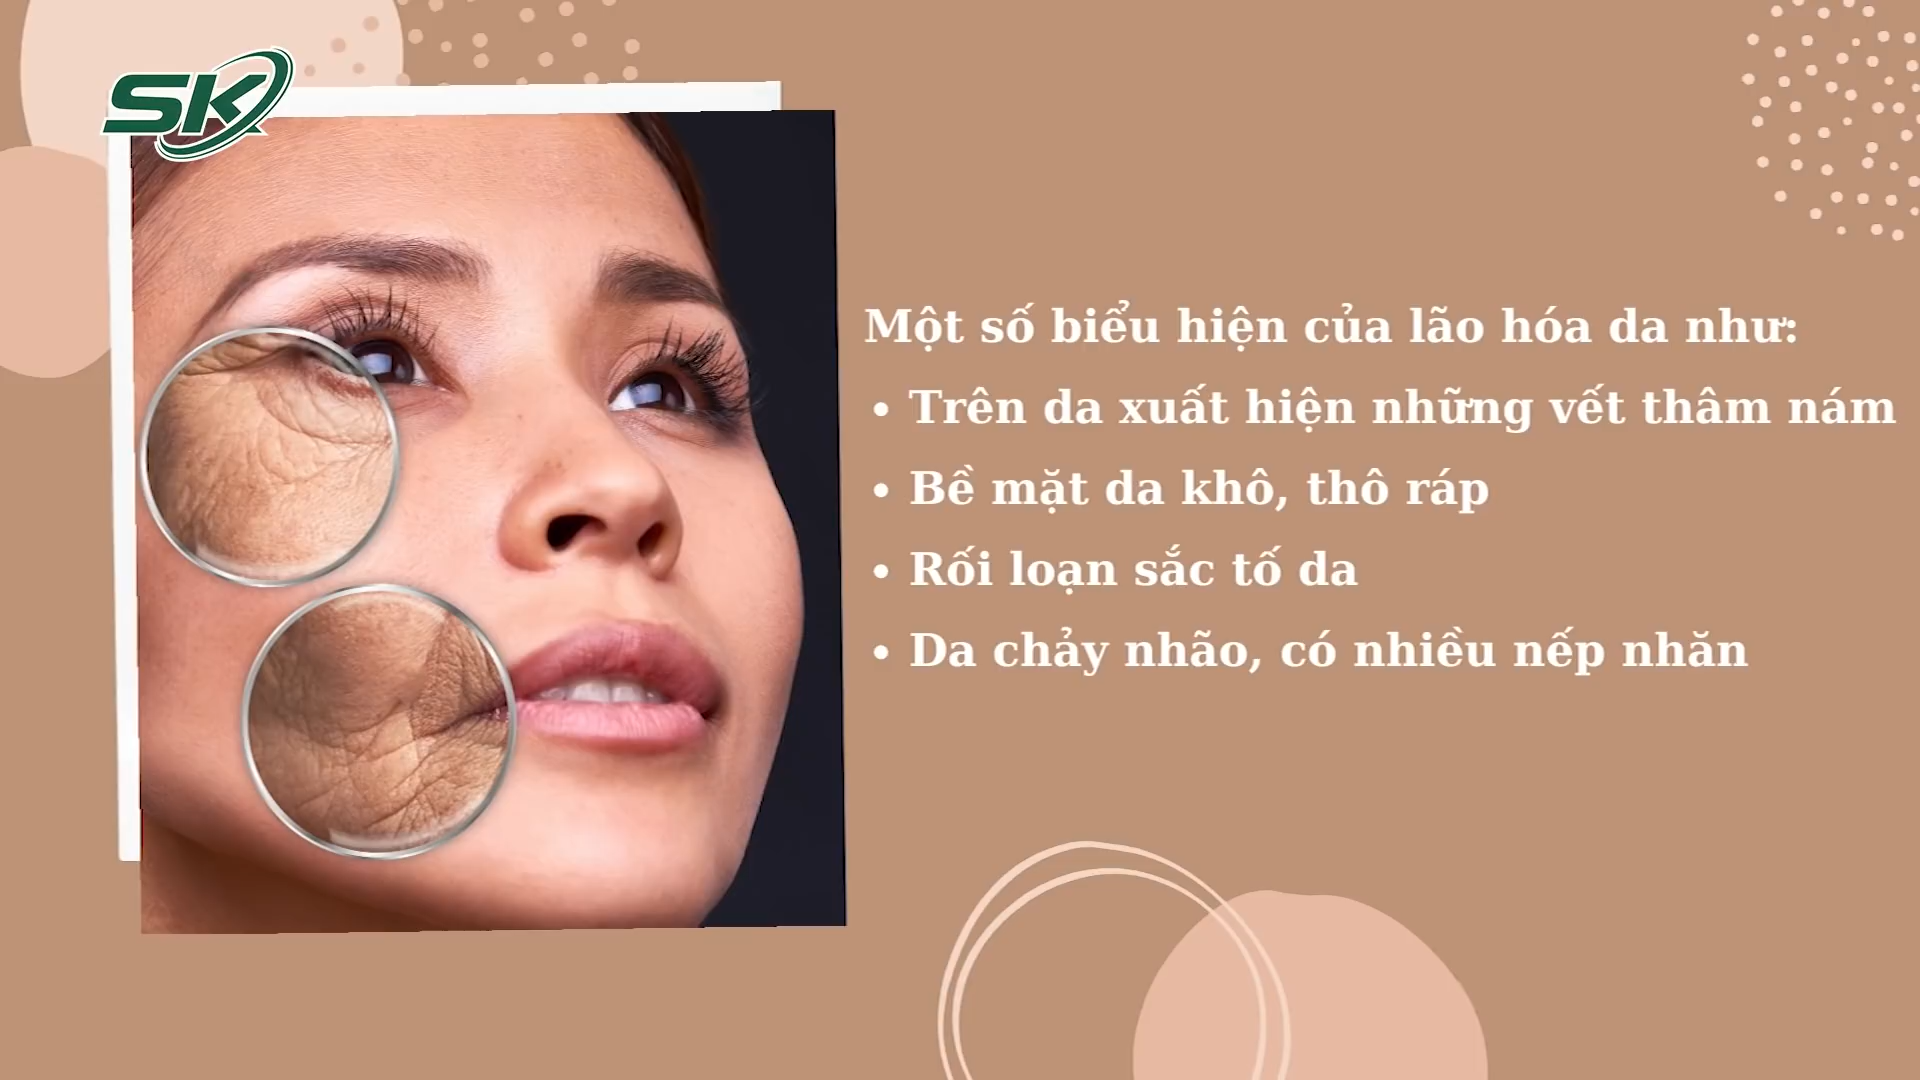 SK
Một số biểu hiện của lão hóa da như:
• Trên da xuất hiện những vết thâm nám
• Bề mặt da khô, thô ráp
• Rối loạn sắc tố da
• Da chảy nhão, có nhiều nếp nhăn